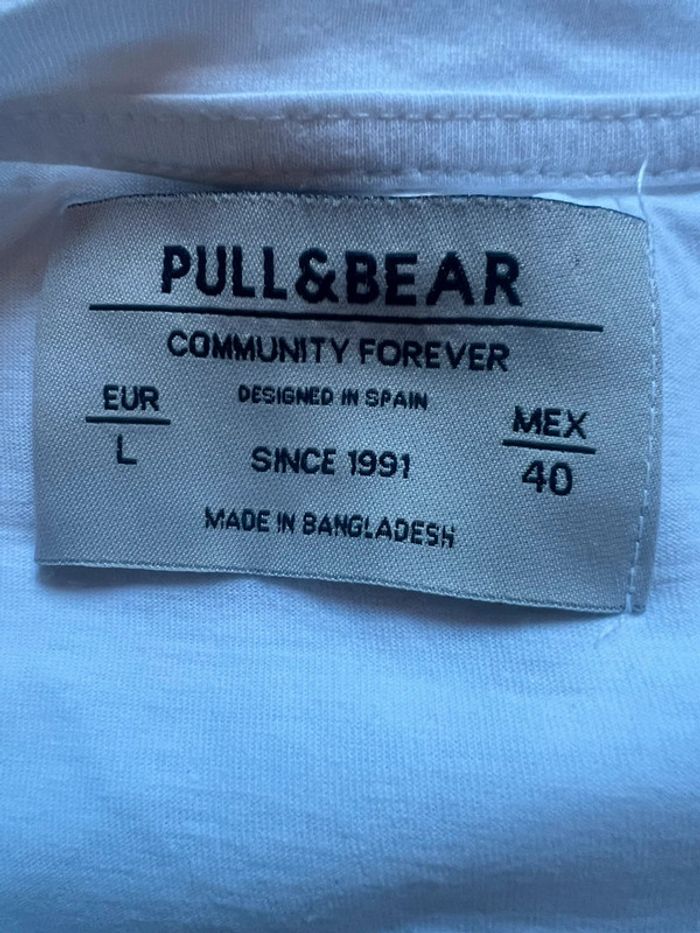 PULL&BEAR
COMMUNITY FOREVER
DESIGNED IN SPAIN
EUR
L
SINCE 1991
MEX
40
MADE IN BANGLADESH